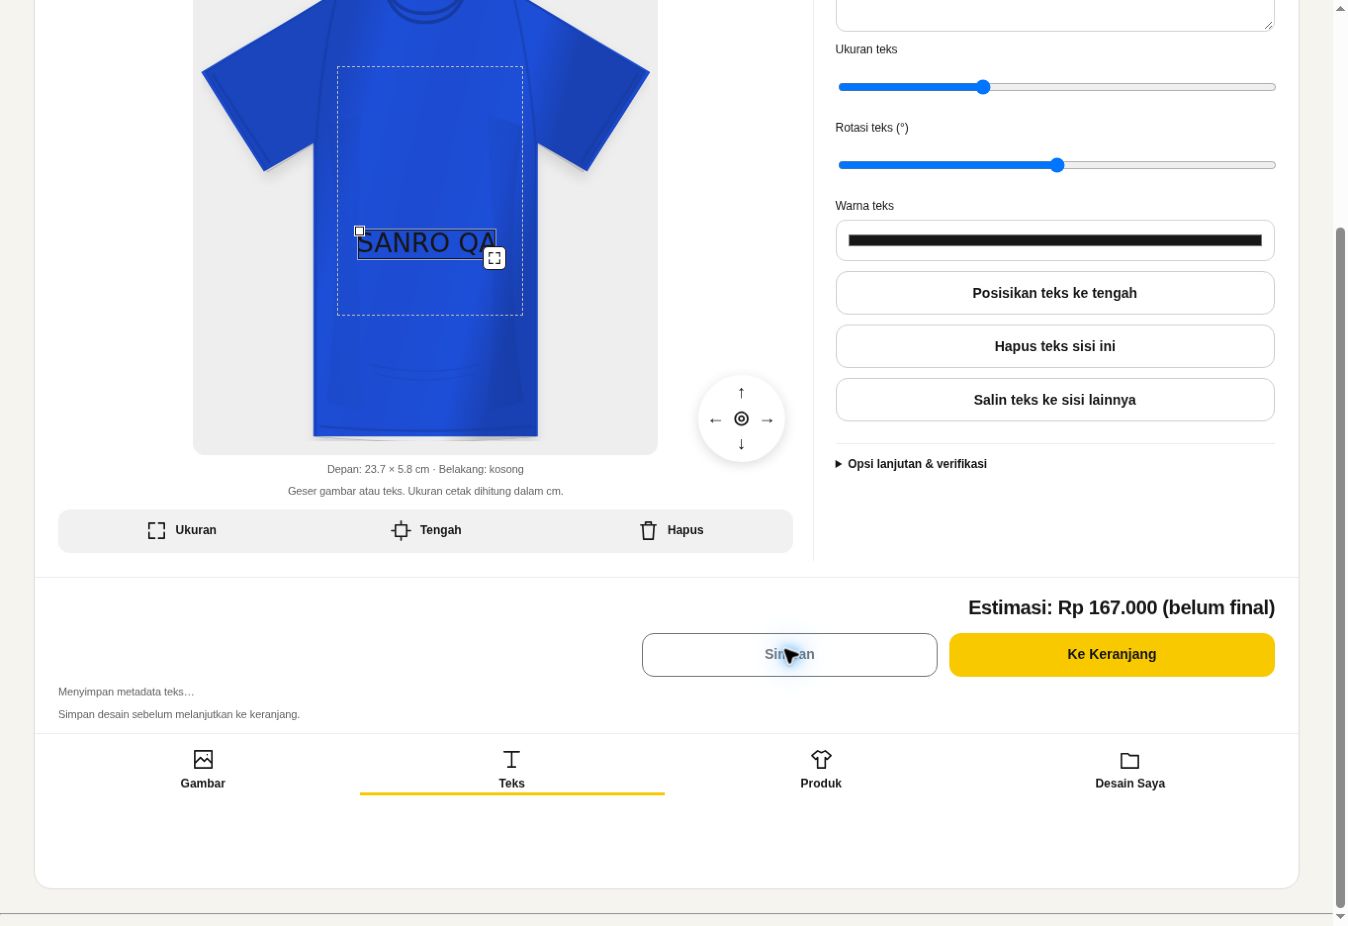 Ukuran teks
Rotasi teks (°)
Warna teks
SANRO QA
Posisikan teks ke tengah
Hapus teks sisi ini
Salin teks ke sisi lainnya
Opsi lanjutan & verifikasi
Depan: 23.7 × 5.8 cm · Belakang: kosong
Geser gambar atau teks. Ukuran cetak dihitung dalam cm.
Ukuran Tengah Hapus
Estimasi: Rp 167.000 (belum final)
Simpan Ke Keranjang
Menyimpan metadata teks…
Simpan desain sebelum melanjutkan ke keranjang.
Gambar Teks Produk Desain Saya